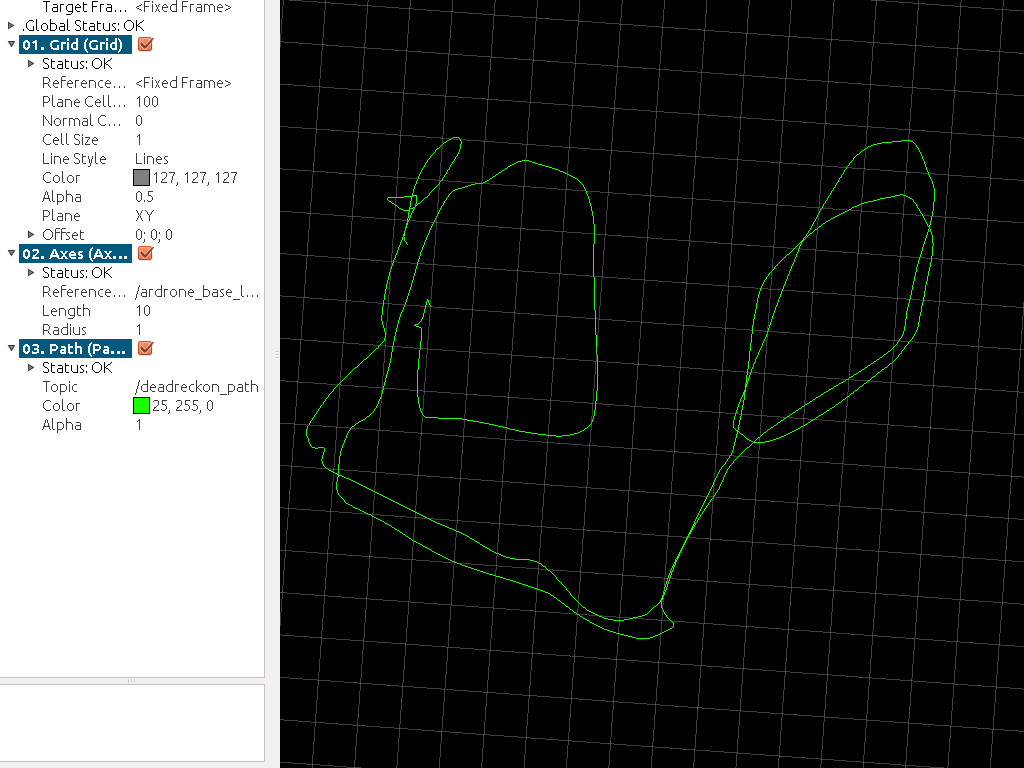 Target Fra... <Fixed Frame>
.Global Status: OK
01. Grid (Grid)
Status: OK
Reference... <Fixed Frame>
Plane Cell... 100
Normal C... 0
Cell Size 1
Line Style Lines
Color 127, 127, 127
Alpha 0.5
Plane XY
Offset 0; 0; 0
02. Axes (Ax...
Status: OK
Reference... /ardrone_base_l...
Length 10
Radius 1
03. Path (Pa...
Status: OK
Topic /deadreckon_path
Color 25, 255, 0
Alpha 1